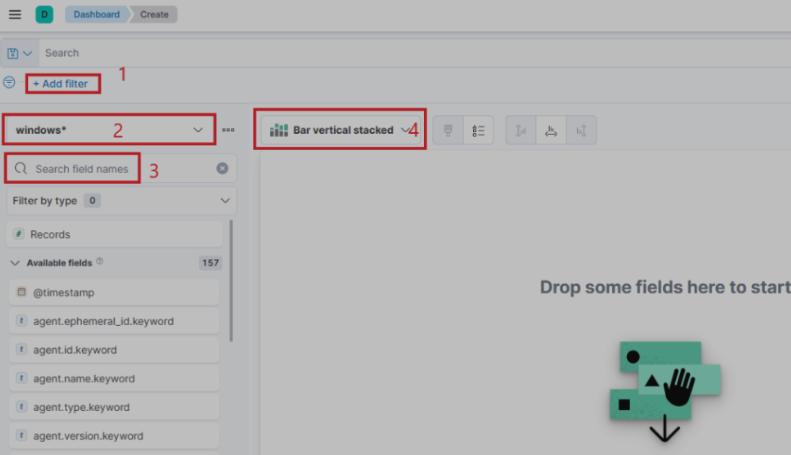 D Dashboard Create
Search
+ Add filter 1
windows* 2
Bar vertical stacked 4
Search field names 3
Filter by type 0
# Records
Available fields ? 157
@timestamp
t agent.ephemeral_id.keyword
t agent.id.keyword
t agent.name.keyword
t agent.type.keyword
t agent.version.keyword
Drop some fields here to start